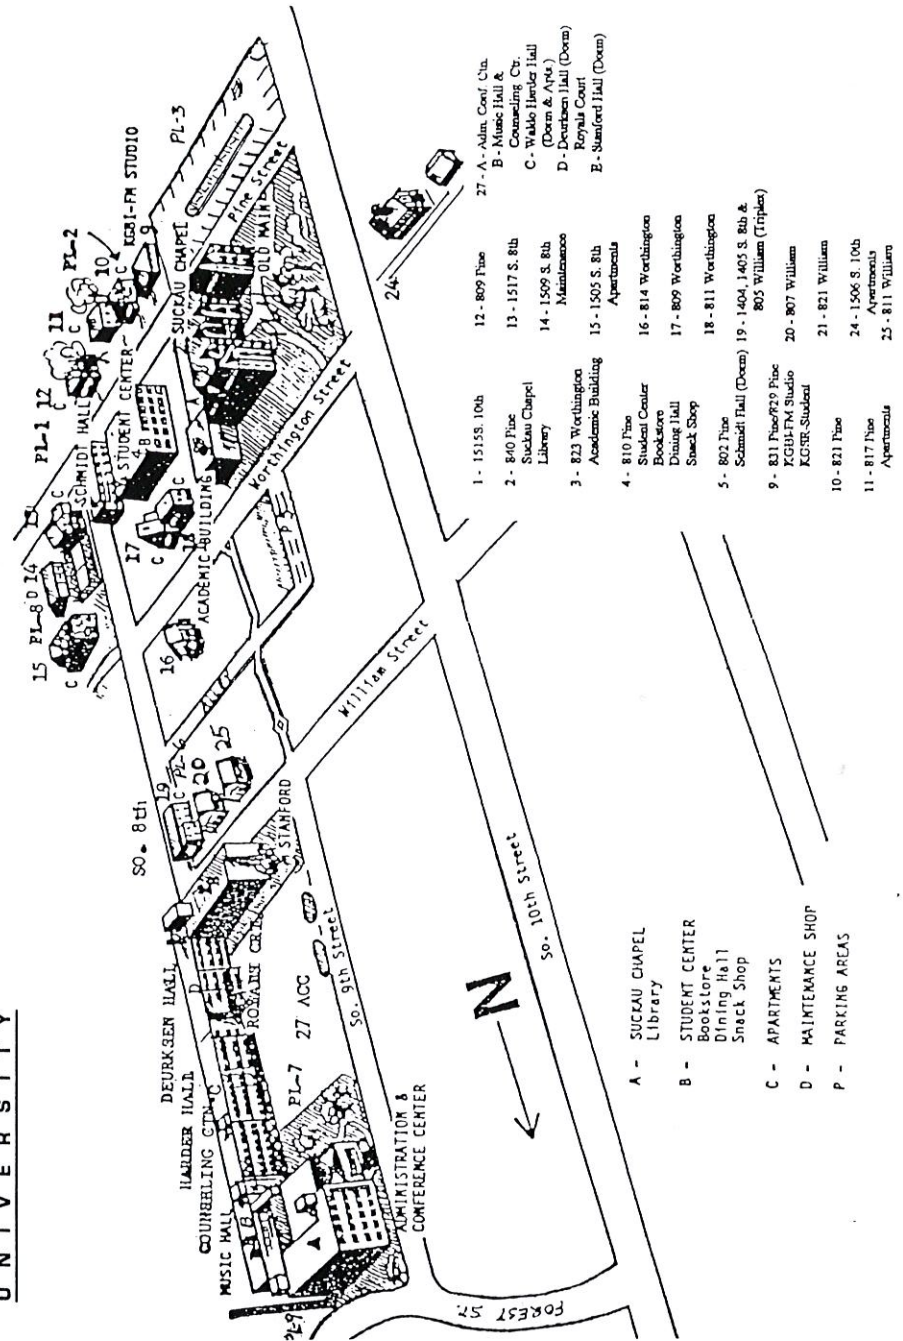 UNIVERSITY
SO. 8th
DEURKSEN HALL
HARDER HALL
COUNSELING CTR.
MUSIC HALL
C
D
B
A
STANFORD
27 ACC
PL-7
So. 9th Street
ADMINISTRATION &
CONFERENCE CENTER
PL-9
FOREST ST.
N
So. 10th Street
William Street
Worthington Street
Pine Street
15 PL-8 D 14
C
13
C
PL-1 12
C
11
C
PL-2
10
C
KGBI-FM STUDIO
9
PL-3
SCHMIDT HALL
STUDENT CENTER
4
B
SUCKAU CHAPEL
A
OLD MAIN
17
C
18
C
ACADEMIC BUILDING
16
P
19
C
PL-6
20
25
24
1 - 1515 S. 10th
2 - 840 Pine
Suckau Chapel
Library
3 - 823 Worthington
Academic Building
4 - 810 Pine
Student Center
Bookstore
Dining Hall
Snack Shop
5 - 802 Pine
Schmidt Hall (Dorm)
9 - 831 Pine/829 Pine
KGBI-FM Studio
KGSR-Student
10 - 821 Pine
11 - 817 Pine
Apartments
12 - 809 Pine
13 - 1517 S. 8th
14 - 1509 S. 8th
Maintenance
15 - 1505 S. 8th
Apartments
16 - 814 Worthington
17 - 809 Worthington
18 - 811 Worthington
19 - 1404, 1405 S. 8th &
805 William (Triplex)
20 - 807 William
21 - 821 William
24 - 1506 S. 10th
Apartments
25 - 811 William
27 - A - Adm. Conf. Ctr.
B - Music Hall &
Counseling Ctr.
C - Waldo Harder Hall
(Dorm & Apts.)
D - Deurksen Hall (Dorm)
Royals Court
E - Stanford Hall (Dorm)
A - SUCKAU CHAPEL
Library
B - STUDENT CENTER
Bookstore
Dining Hall
Snack Shop
C - APARTMENTS
D - MAINTENANCE SHOP
P - PARKING AREAS